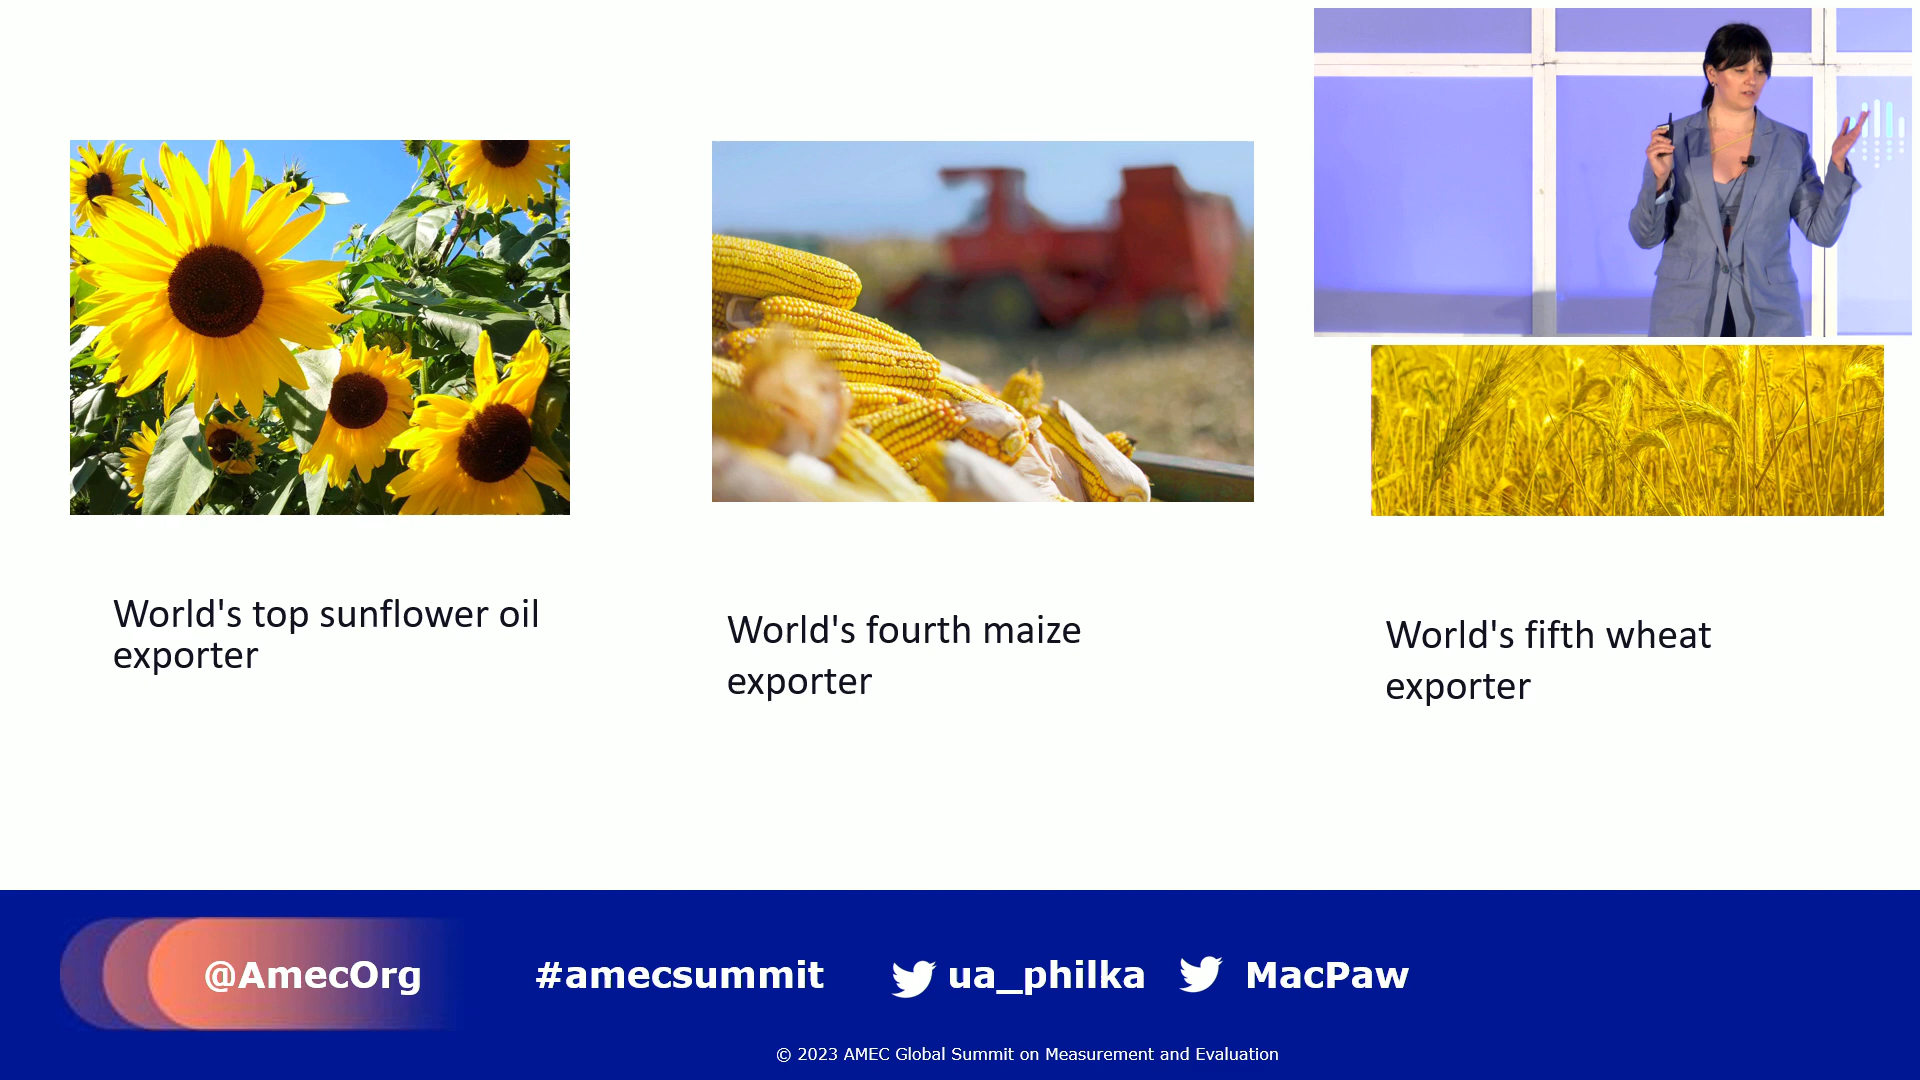 World's top sunflower oil
exporter
World's fourth maize
exporter
World's fifth wheat
exporter
@AmecOrg
#amecsummit
ua_philka
MacPaw
© 2023 AMEC Global Summit on Measurement and Evaluation